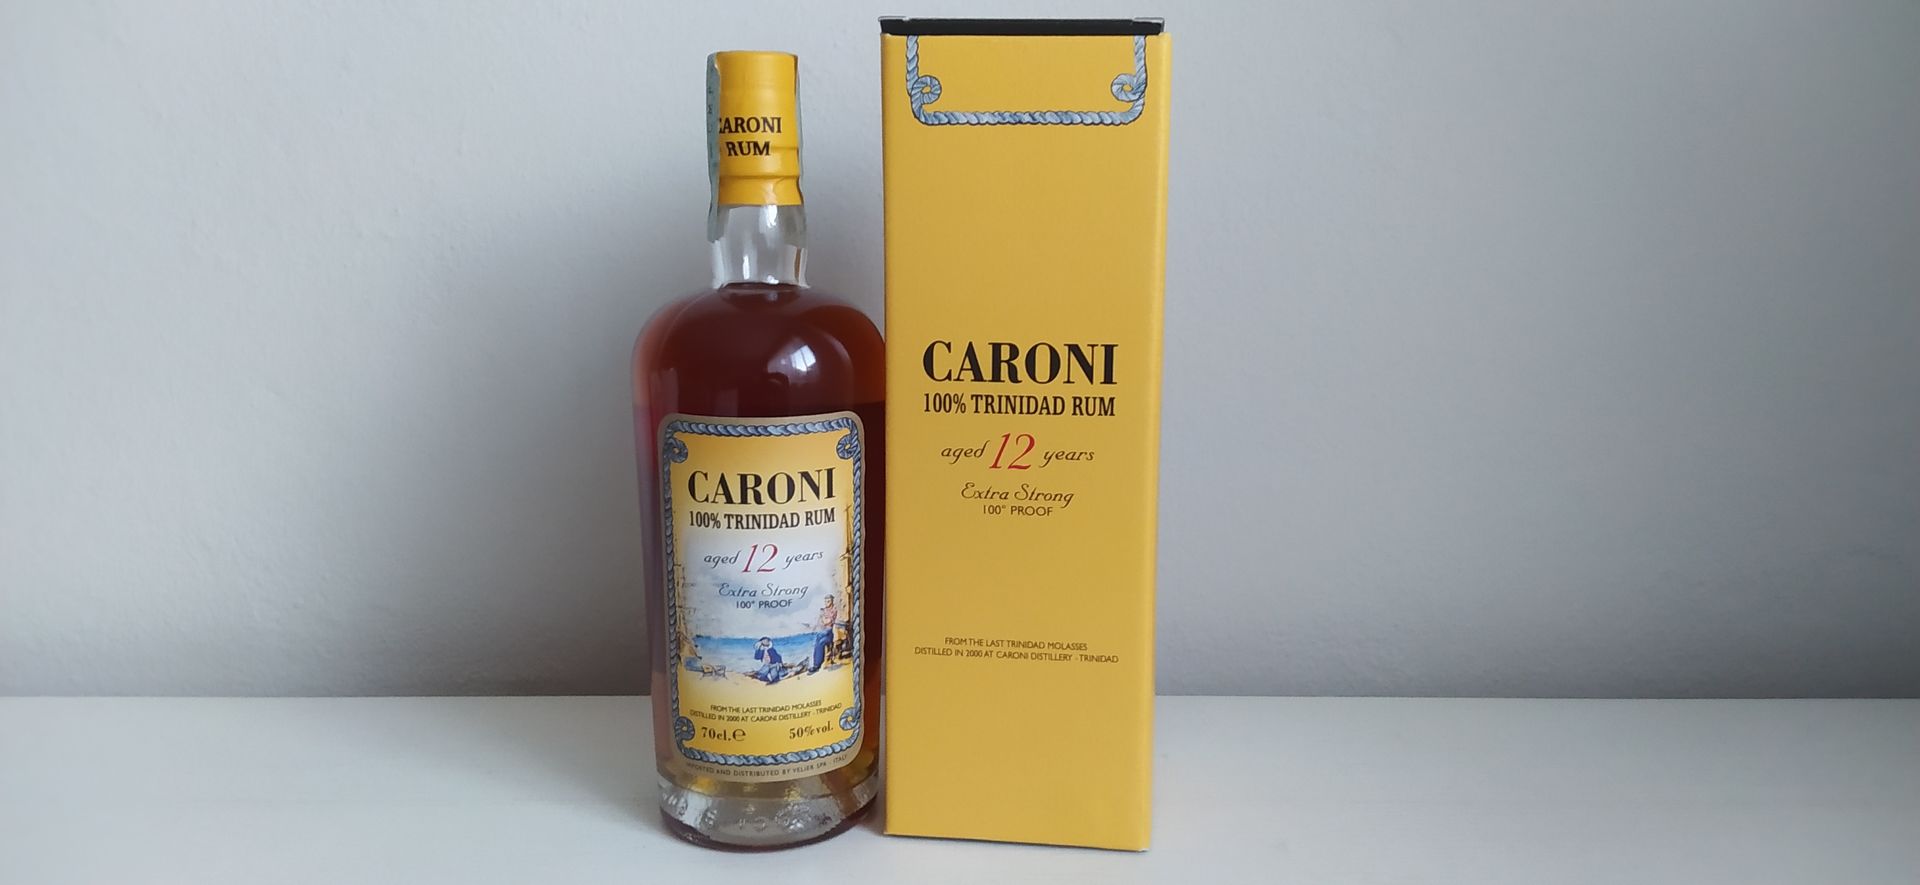 CARONI
RUM
CARONI
100% TRINIDAD RUM
aged 12 years
Extra Strong
100° PROOF
FROM THE LAST TRINIDAD MOLASSES
DISTILLED IN 2000 AT CARONI DISTILLERY - TRINIDAD
70cl. e 50% vol.
IMPORTED AND DISTRIBUTED BY VELIER SPA - ITALY
CARONI
100% TRINIDAD RUM
aged 12 years
Extra Strong
100° PROOF
FROM THE LAST TRINIDAD MOLASSES
DISTILLED IN 2000 AT CARONI DISTILLERY - TRINIDAD